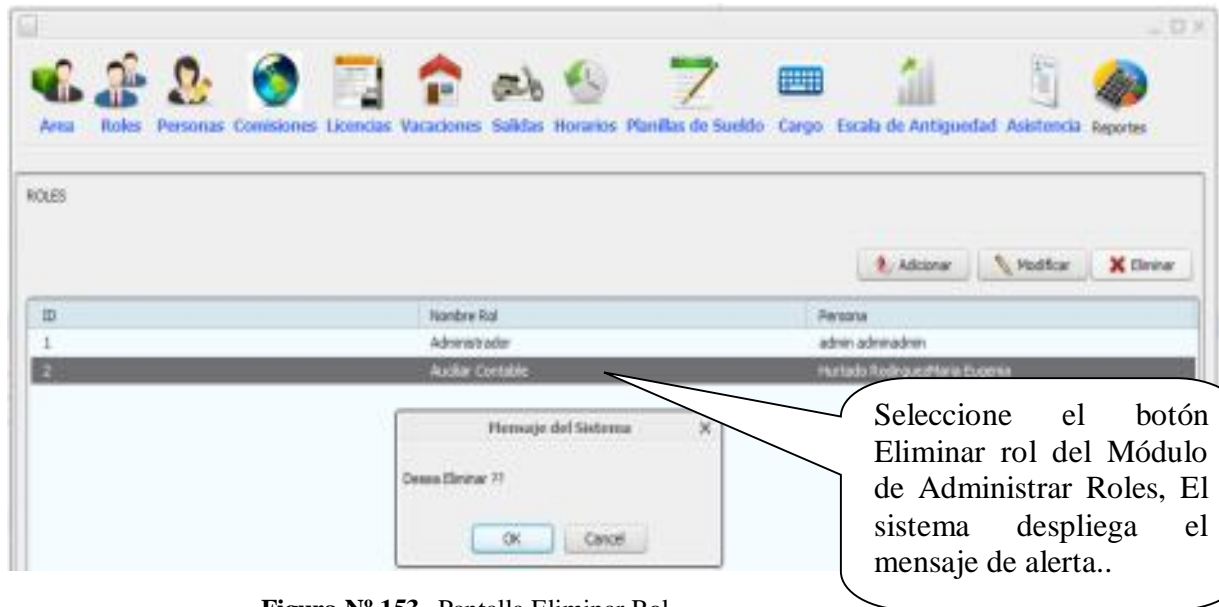 Area Roles Personas Comisiones Licencias Vacaciones Salidas Horarios Planillas de Sueldo Cargo Escala de Antiguedad Asistencia Reportes
ROLES
Adicionar Modificar Eliminar
ID Nombre Rol Persona
1 Administrador admin adminadmin
2 Auxiliar Contable Hurtado RodriguezMaria Eugenia
Mensaje del Sistema
Desea Eliminar ??
OK Cancel
Seleccione el botón
Eliminar rol del Módulo
de Administrar Roles, El
sistema despliega el
mensaje de alerta..
Figura Nº 153. Pantalla Eliminar Rol